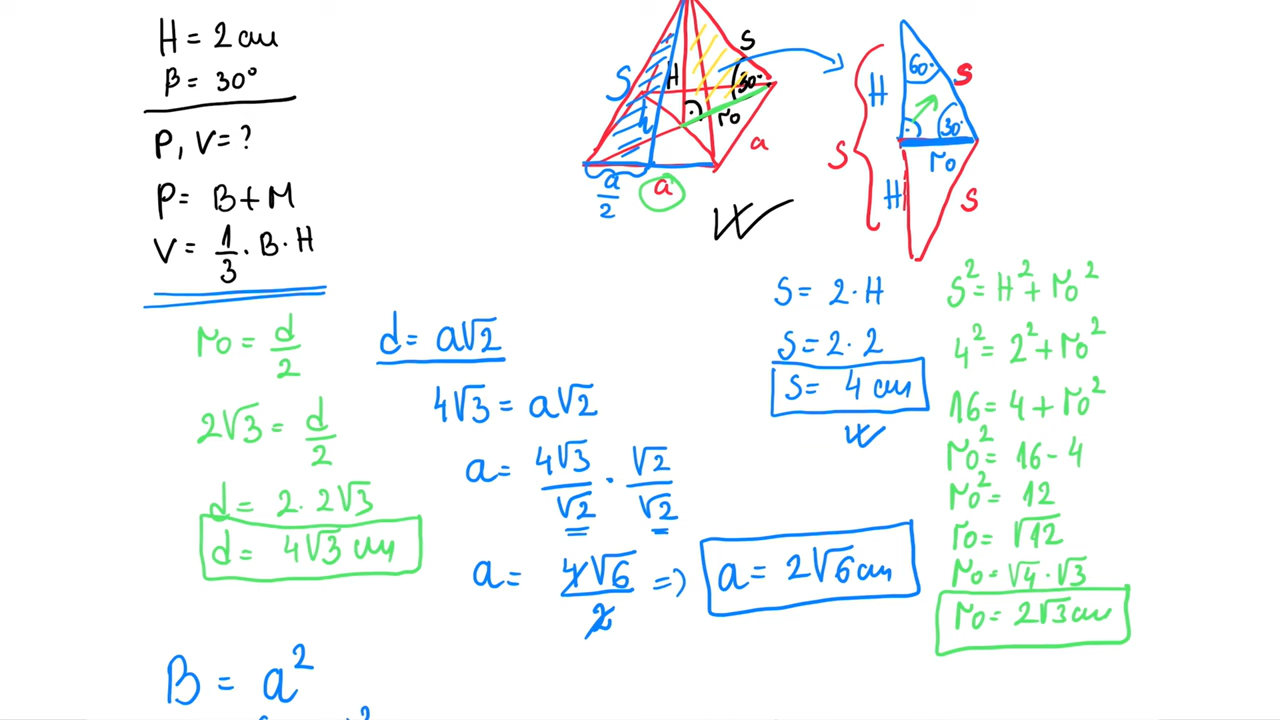 H = 2 cm
β = 30°
P, V = ?
P = B + M
V = 1/3 · B · H
S
H
h
S
30°
r₀
a
a/2
a
60°
H
S
30°
S
r₀
H
S
r₀ = d/2
2√3 = d/2
d = 2 · 2√3
d = 4√3 cm
d = a√2
4√3 = a√2
a = 4√3/√2 · √2/√2
a = 4√6/2 => a = 2√6 cm
S = 2 · H
S = 2 · 2
S = 4 cm
S² = H² + r₀²
4² = 2² + r₀²
16 = 4 + r₀²
r₀² = 16 - 4
r₀² = 12
r₀ = √12
r₀ = √4 · √3
r₀ = 2√3 cm
B = a²